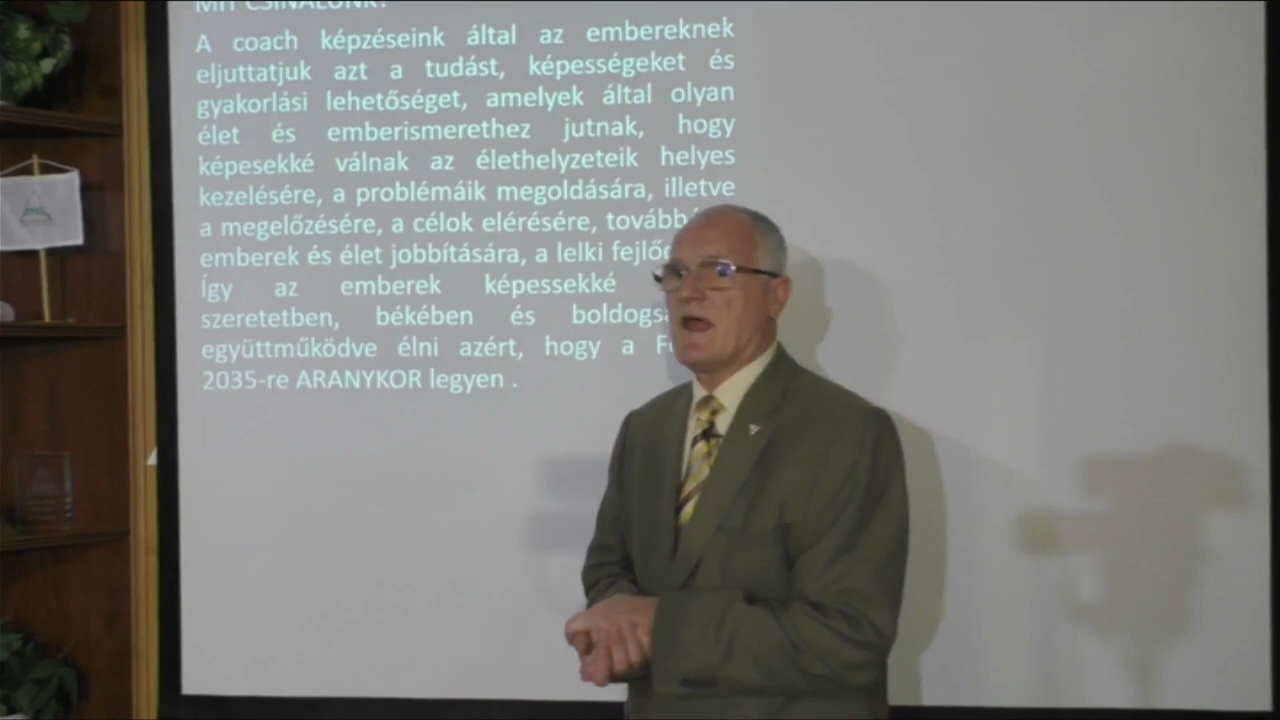 MIT CSINÁLUNK?
A coach képzéseink által az embereknek
eljuttatjuk azt a tudást, képességeket és
gyakorlási lehetőséget, amelyek által olyan
élet és emberismerethez jutnak, hogy
képesekké válnak az élethelyzeteik helyes
kezelésére, a problémáik megoldására, illetve
a megelőzésére, a célok elérésére,
emberek és élet jobbítására, a lelki
Így az emberek képessekké
szeretetben, békében és
együttműködve élni azért, hogy a
2035-re ARANYKOR legyen .